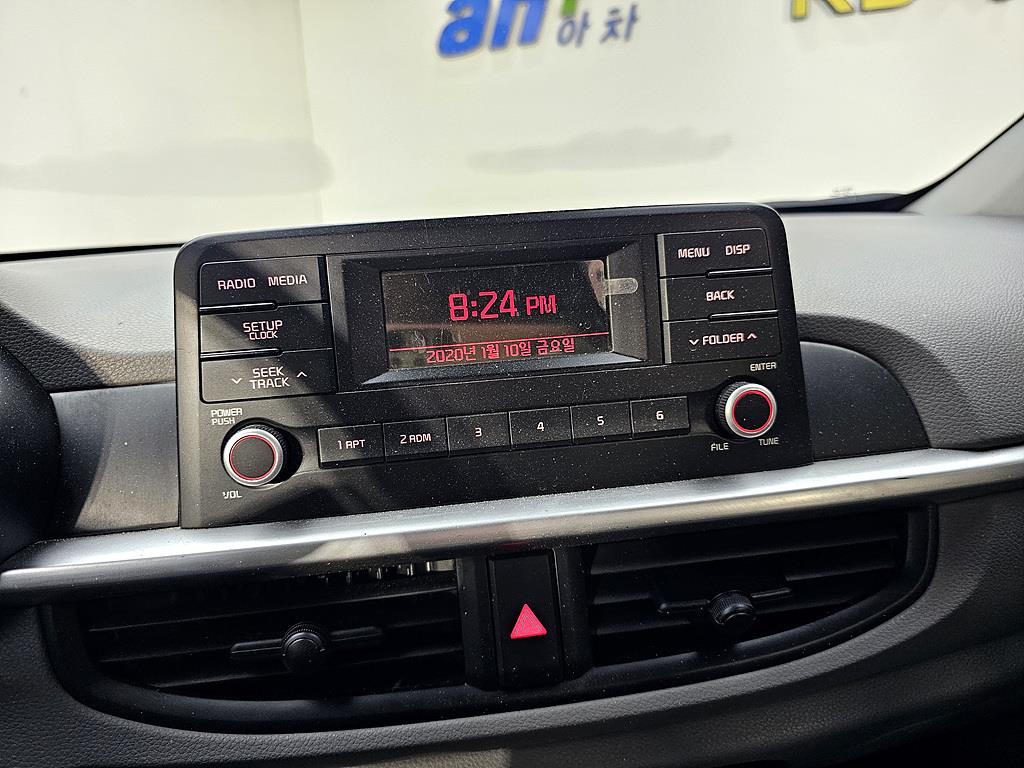 an
아차
RADIO MEDIA
SETUP
CLOCK
SEEK
TRACK
POWER
PUSH
VOL
8:24 PM
2020년 1월 10일 금요일
1 RPT
2 RDM
3
4
5
6
MENU DISP
BACK
FOLDER
ENTER
FILE
TUNE